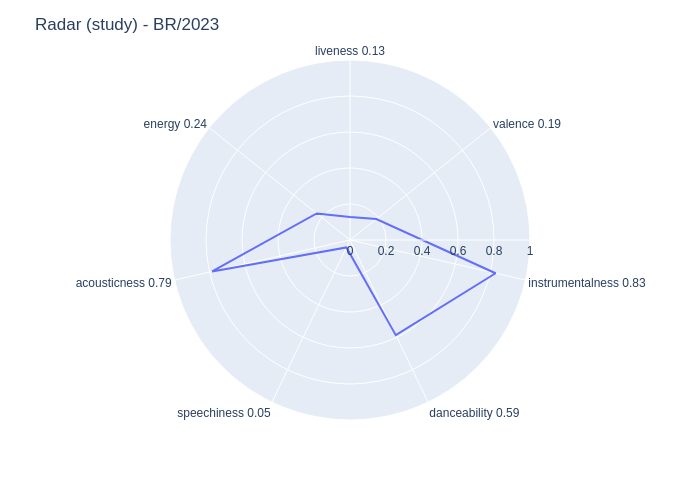 Radar (study) - BR/2023
liveness 0.13
energy 0.24
valence 0.19
0 0.2 0.4 0.6 0.8 1
acousticness 0.79
instrumentalness 0.83
speechiness 0.05
danceability 0.59